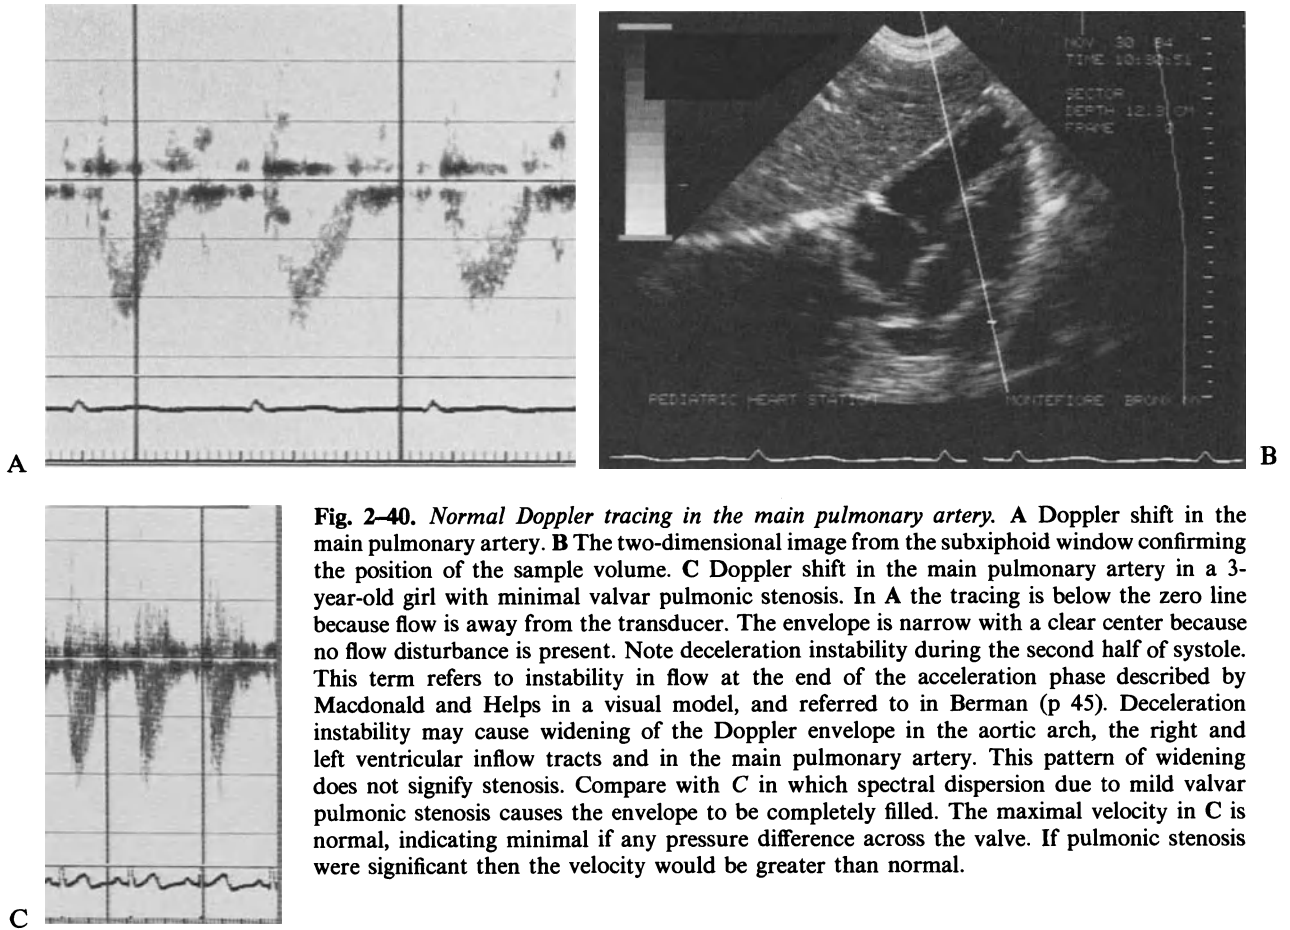 A
NOV 30 84
TIME 10:30:51
SECTOR
DEPTH 12.3 CM
FRAME 0
PEDIATRIC HEART STATION
MONTEFIORE BRONX NY
B
Fig. 2–40. Normal Doppler tracing in the main pulmonary artery. A Doppler shift in the
main pulmonary artery. B The two-dimensional image from the subxiphoid window confirming
the position of the sample volume. C Doppler shift in the main pulmonary artery in a 3-
year-old girl with minimal valvar pulmonic stenosis. In A the tracing is below the zero line
because flow is away from the transducer. The envelope is narrow with a clear center because
no flow disturbance is present. Note deceleration instability during the second half of systole.
This term refers to instability in flow at the end of the acceleration phase described by
Macdonald and Helps in a visual model, and referred to in Berman (p 45). Deceleration
instability may cause widening of the Doppler envelope in the aortic arch, the right and
left ventricular inflow tracts and in the main pulmonary artery. This pattern of widening
does not signify stenosis. Compare with C in which spectral dispersion due to mild valvar
pulmonic stenosis causes the envelope to be completely filled. The maximal velocity in C is
normal, indicating minimal if any pressure difference across the valve. If pulmonic stenosis
were significant then the velocity would be greater than normal.
C